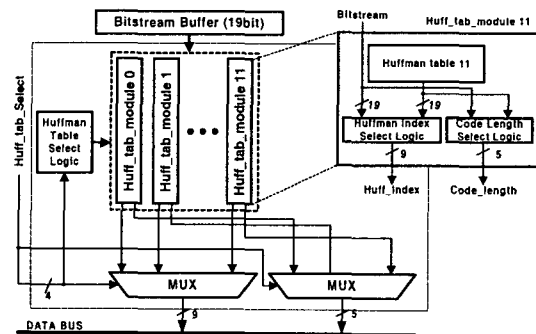 Bitstream Buffer (19bit)
Bitstream
Huff_tab_module 11
Huffman table 11
19
19
Huffman Index
Select Logic
Code Length
Select Logic
9
5
Huff_index
Code_length
Huff_tab_Select
Huffman
Table
Select
Logic
Huff_tab_module 0
Huff_tab_module 1
Huff_tab_module 11
MUX
MUX
4
9
5
DATA BUS